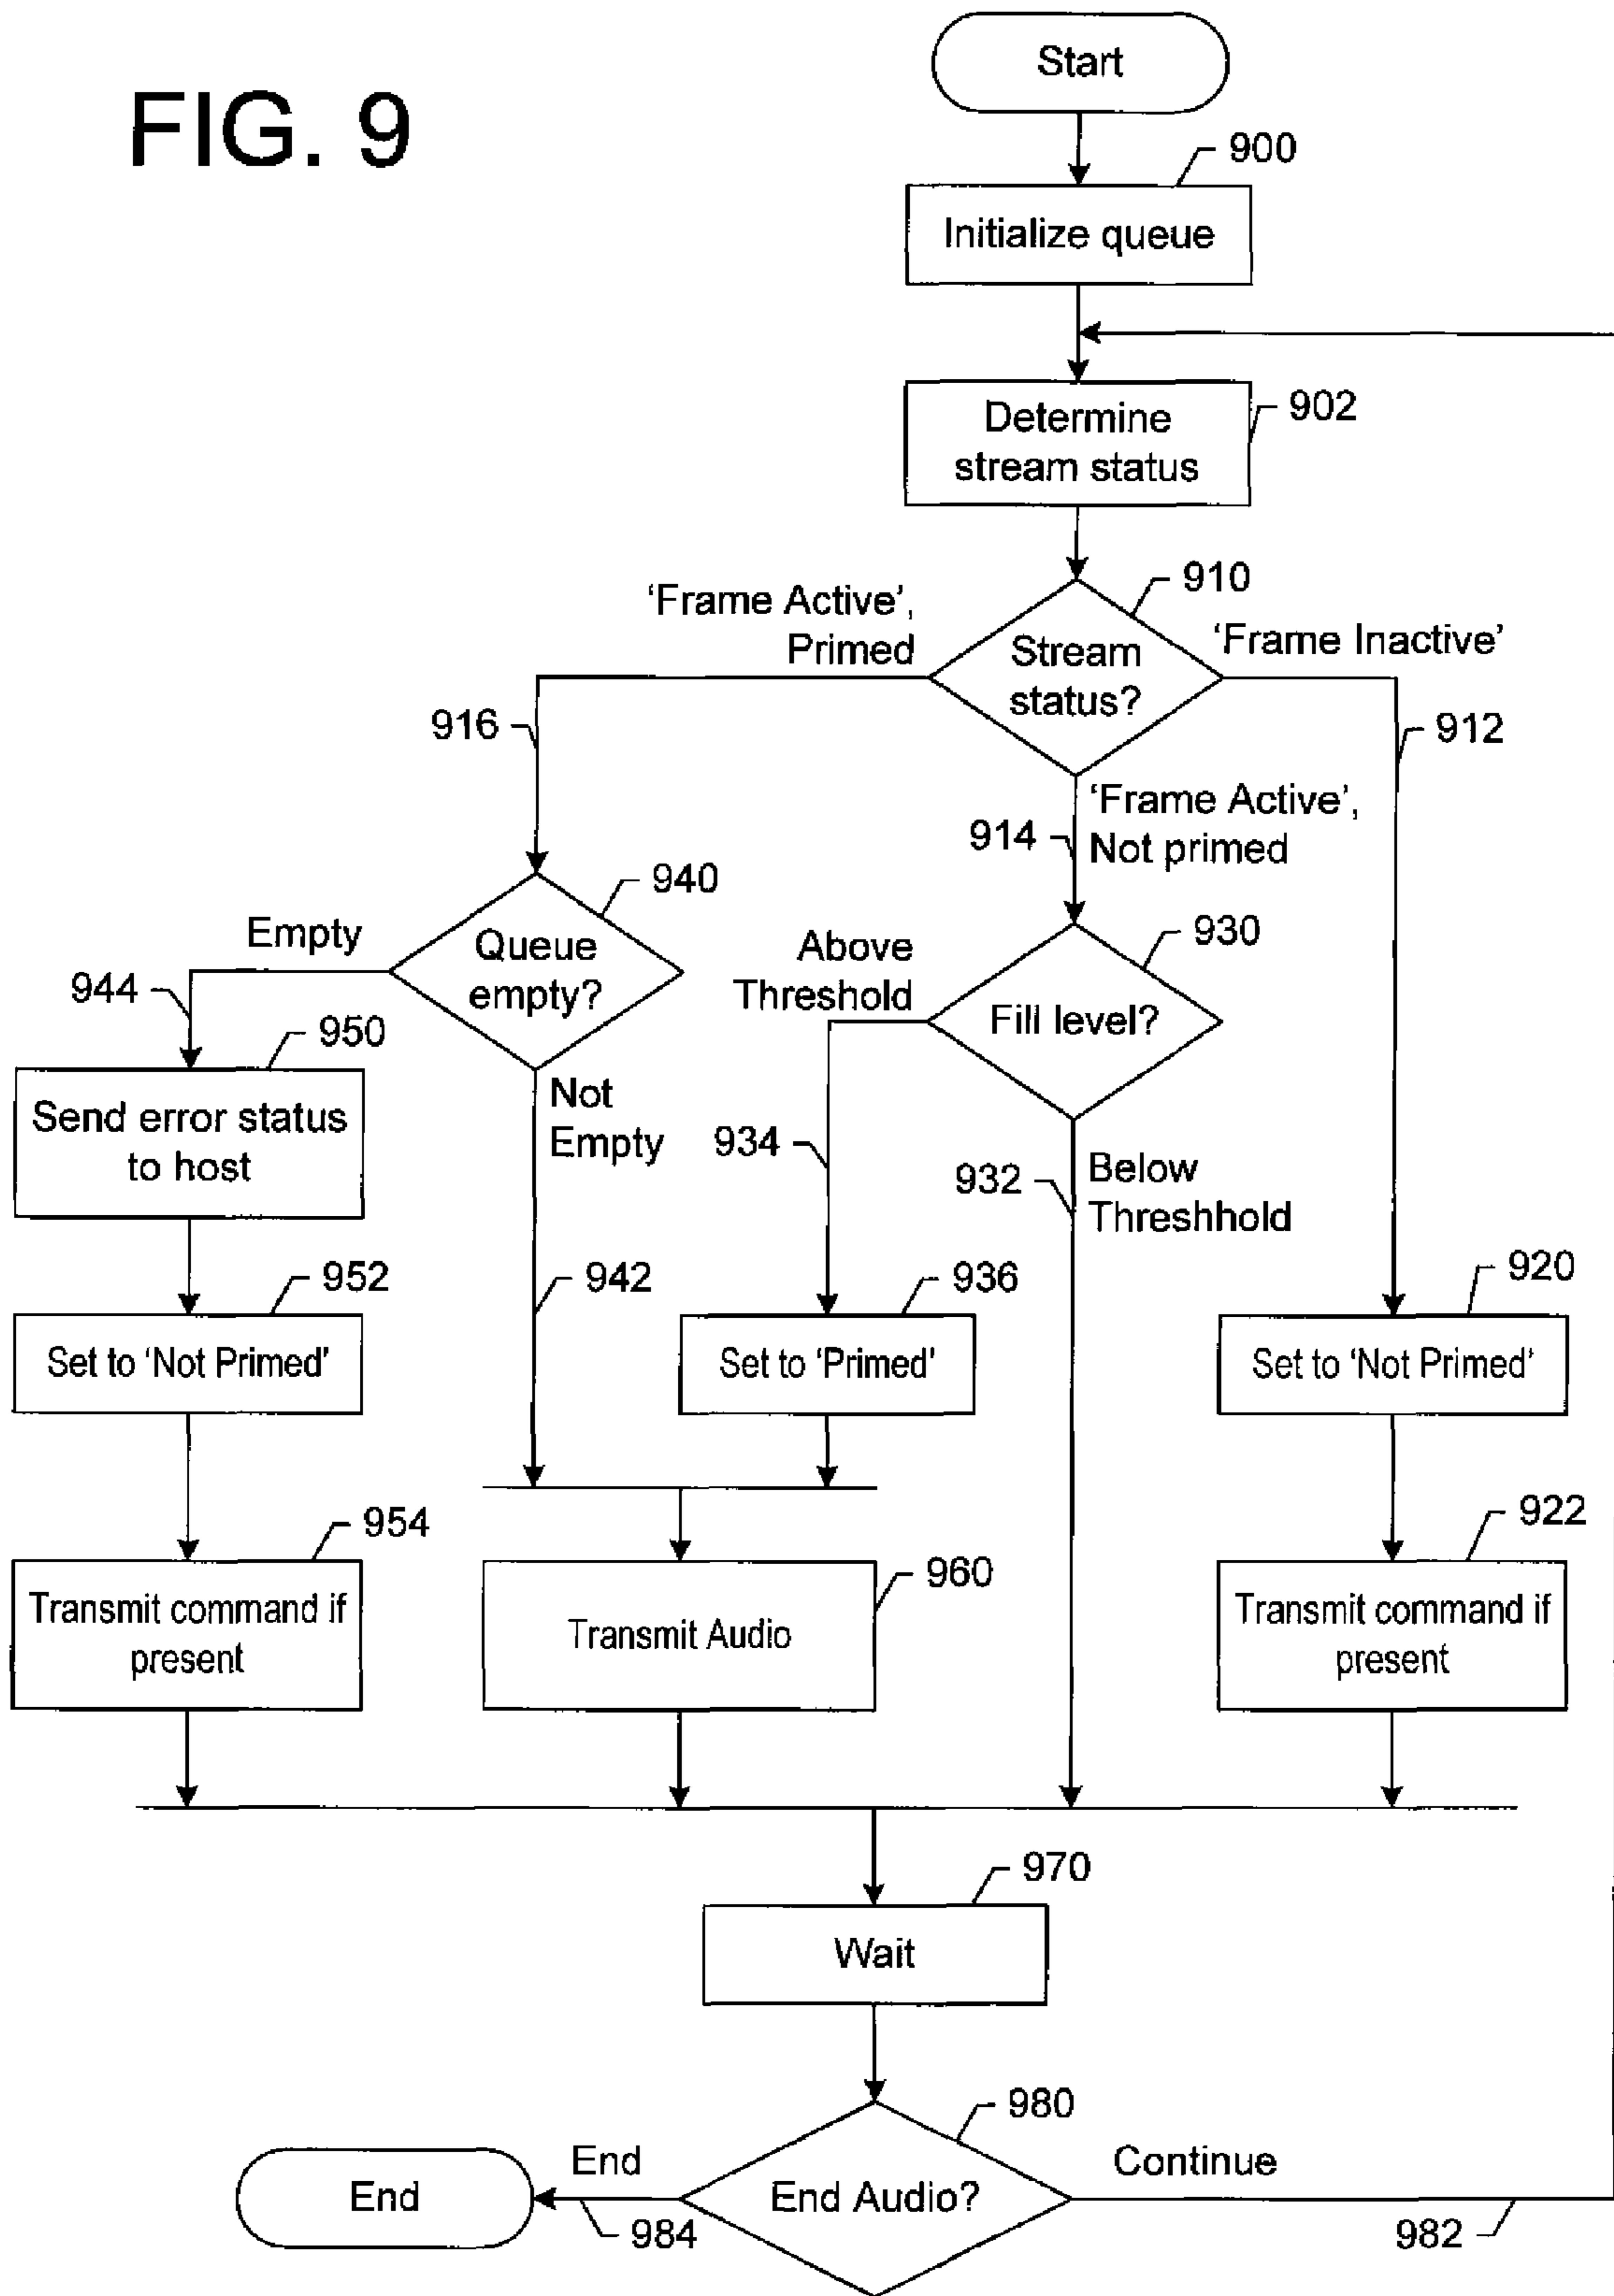 FIG. 9
Start
900
Initialize queue
902
Determine
stream status
910
‘Frame Active’,
Primed
Stream
status?
‘Frame Inactive’
916
912
‘Frame Active’,
Not primed
914
940
Empty
Queue
empty?
930
Above
Threshold
Fill level?
944
950
Send error status
to host
Not
Empty
934
932
Below
Threshhold
952
942
936
920
Set to ‘Not Primed’
Set to ‘Primed’
Set to ‘Not Primed’
954
960
922
Transmit command if
present
Transmit Audio
Transmit command if
present
970
Wait
980
End
End
984
End Audio?
Continue
982